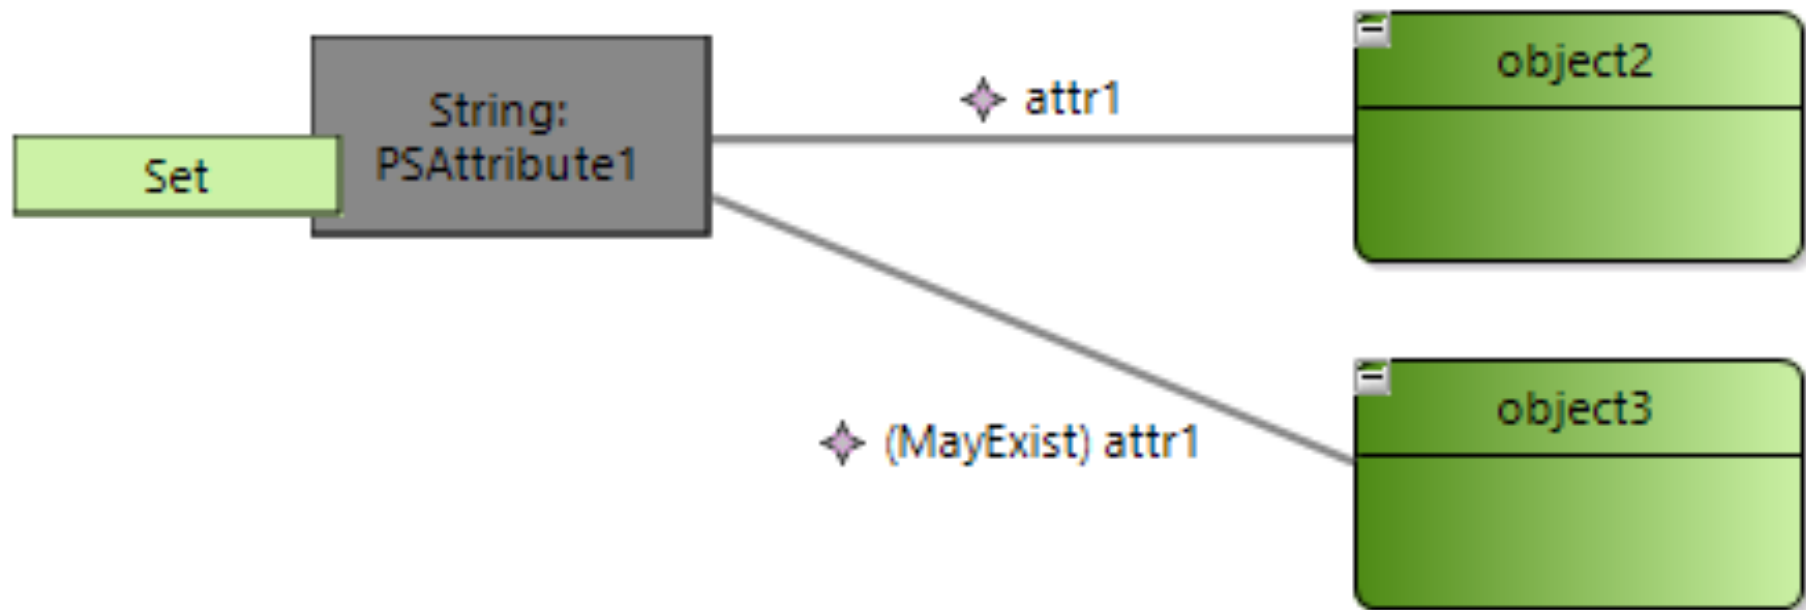 String:
PSAttribute1
Set
attr1
object2
(MayExist) attr1
object3